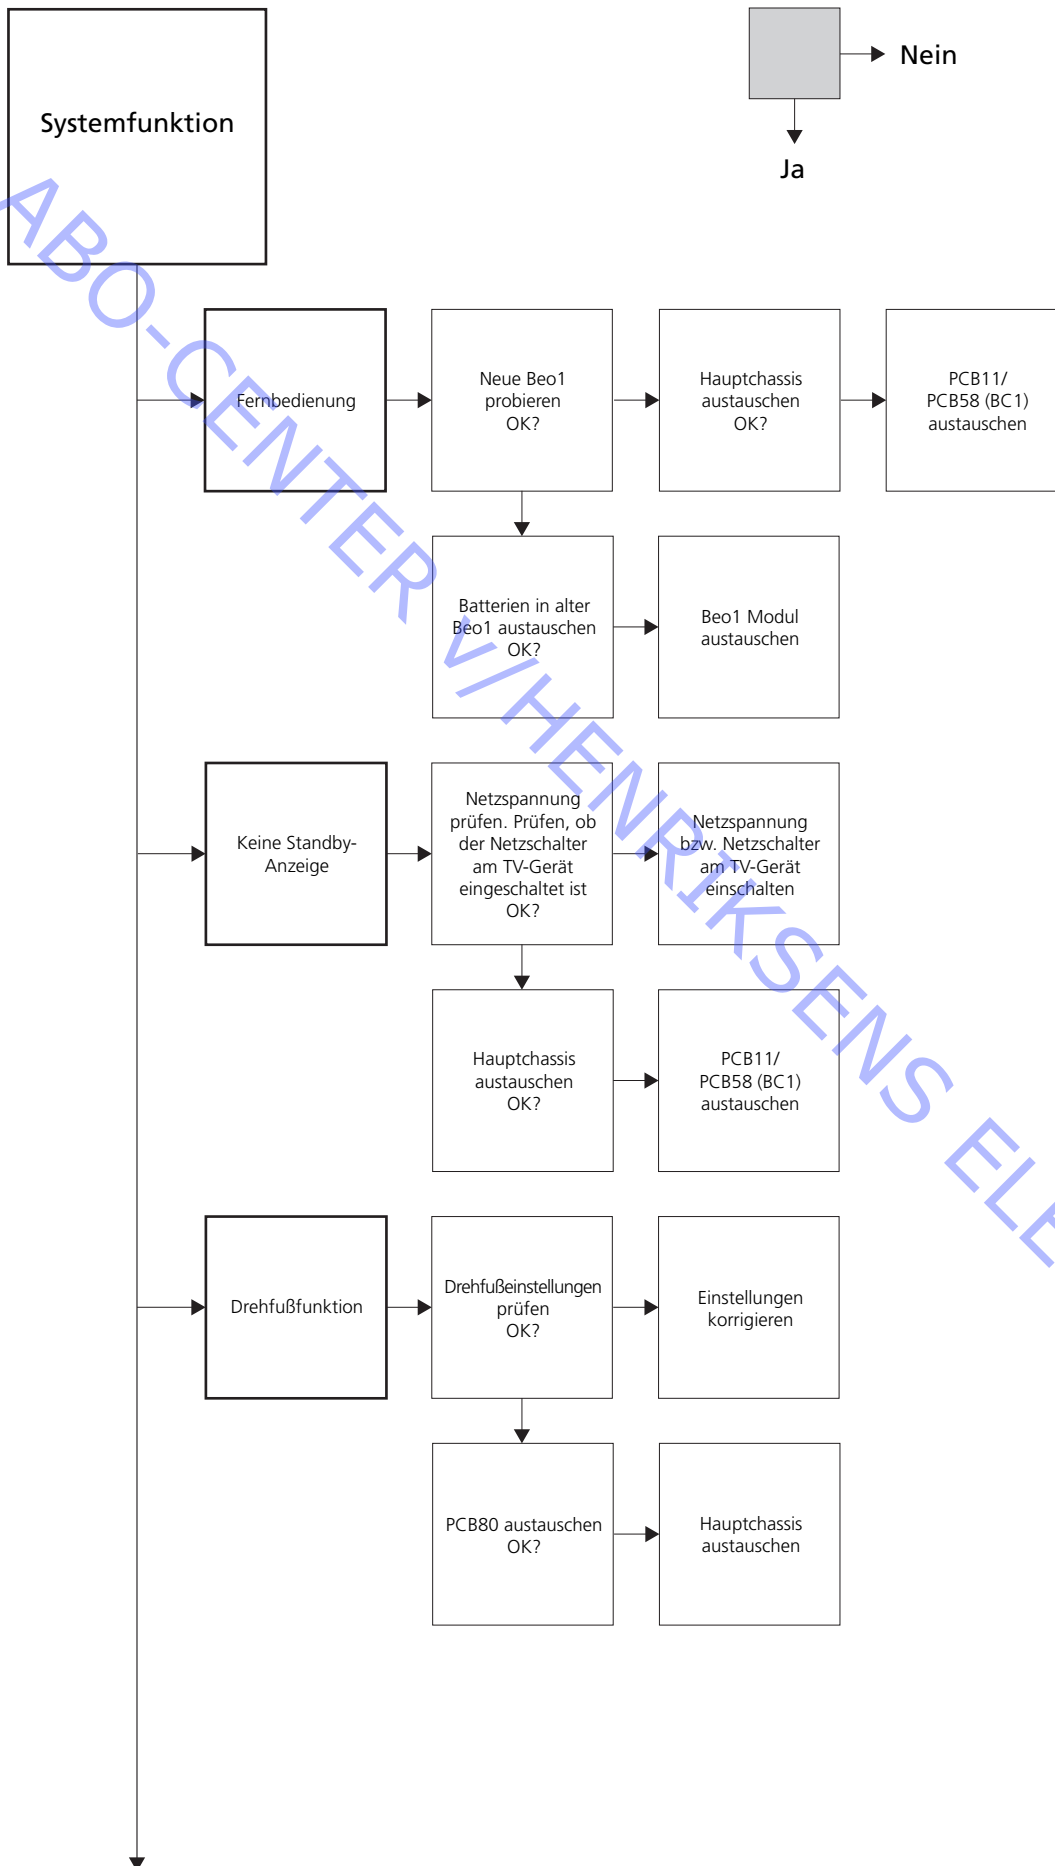 Systemfunktion
Nein
Ja
Fernbedienung
Neue Beo1
probieren
OK?
Hauptchassis
austauschen
OK?
PCB11/
PCB58 (BC1)
austauschen
Batterien in alter
Beo1 austauschen
OK?
Beo1 Modul
austauschen
Keine Standby-
Anzeige
Netzspannung
prüfen. Prüfen, ob
der Netzschalter
am TV-Gerät
eingeschaltet ist
OK?
Netzspannung
bzw. Netzschalter
am TV-Gerät
einschalten
Hauptchassis
austauschen
OK?
PCB11/
PCB58 (BC1)
austauschen
Drehfußfunktion
Drehfußeinstellungen
prüfen
OK?
Einstellungen
korrigieren
PCB80 austauschen
OK?
Hauptchassis
austauschen
ABO-CENTER v/HENRIKSENS ELE